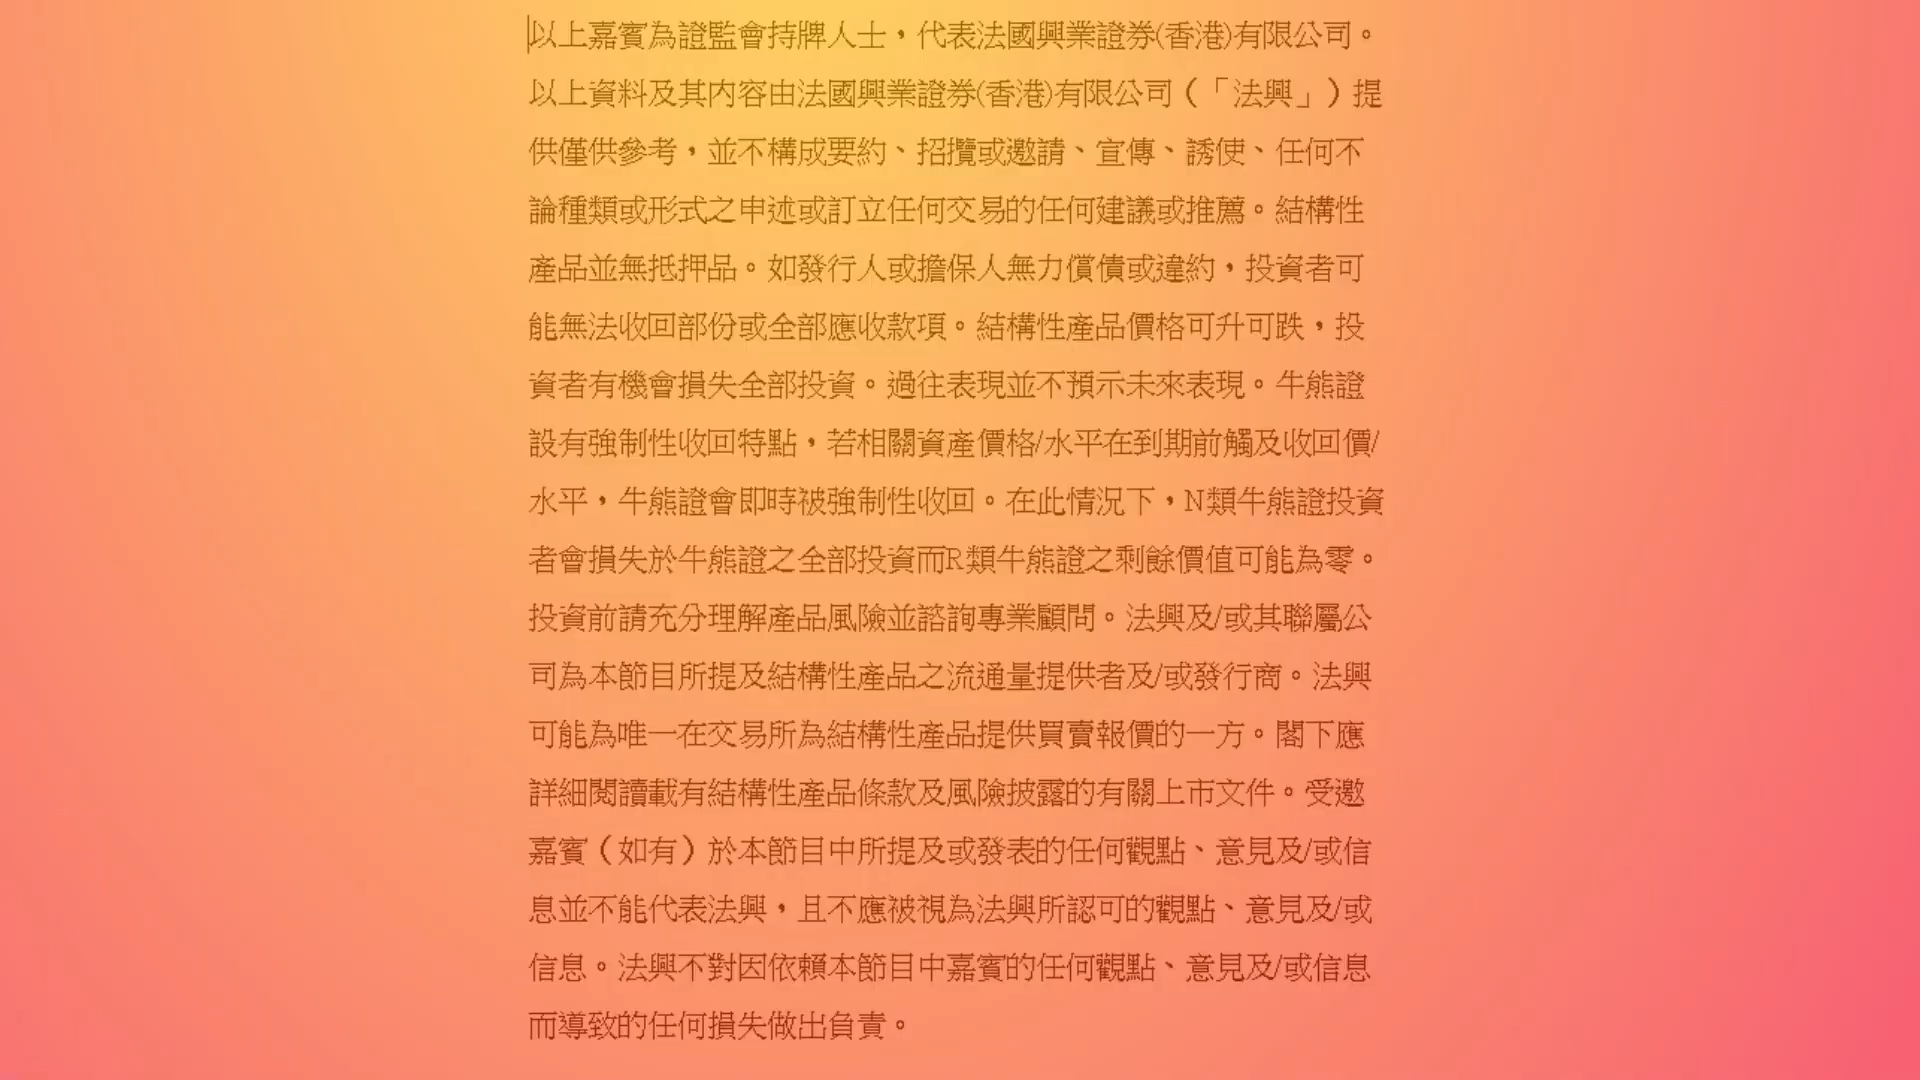 以上嘉賓為證監會持牌人士，代表法國興業證券(香港)有限公司。
以上資料及其内容由法國興業證券(香港)有限公司（「法興」）提
供僅供參考，並不構成要約、招攬或邀請、宣傳、誘使、任何不
論種類或形式之申述或訂立任何交易的任何建議或推薦。結構性
產品並無抵押品。如發行人或擔保人無力償債或違約，投資者可
能無法收回部份或全部應收款項。結構性產品價格可升可跌，投
資者有機會損失全部投資。過往表現並不預示未來表現。牛熊證
設有強制性收回特點，若相關資產價格/水平在到期前觸及收回價/
水平，牛熊證會即時被強制性收回。在此情況下，N類牛熊證投資
者會損失於牛熊證之全部投資而R類牛熊證之剩餘價值可能為零。
投資前請充分理解產品風險並諮詢專業顧問。法興及/或其聯屬公
司為本節目所提及結構性產品之流通量提供者及/或發行商。法興
可能為唯一在交易所為結構性產品提供買賣報價的一方。閣下應
詳細閱讀載有結構性產品條款及風險披露的有關上市文件。受邀
嘉賓（如有）於本節目中所提及或發表的任何觀點、意見及/或信
息並不能代表法興，且不應被視為法興所認可的觀點、意見及/或
信息。法興不對因依賴本節目中嘉賓的任何觀點、意見及/或信息
而導致的任何損失做出負責。